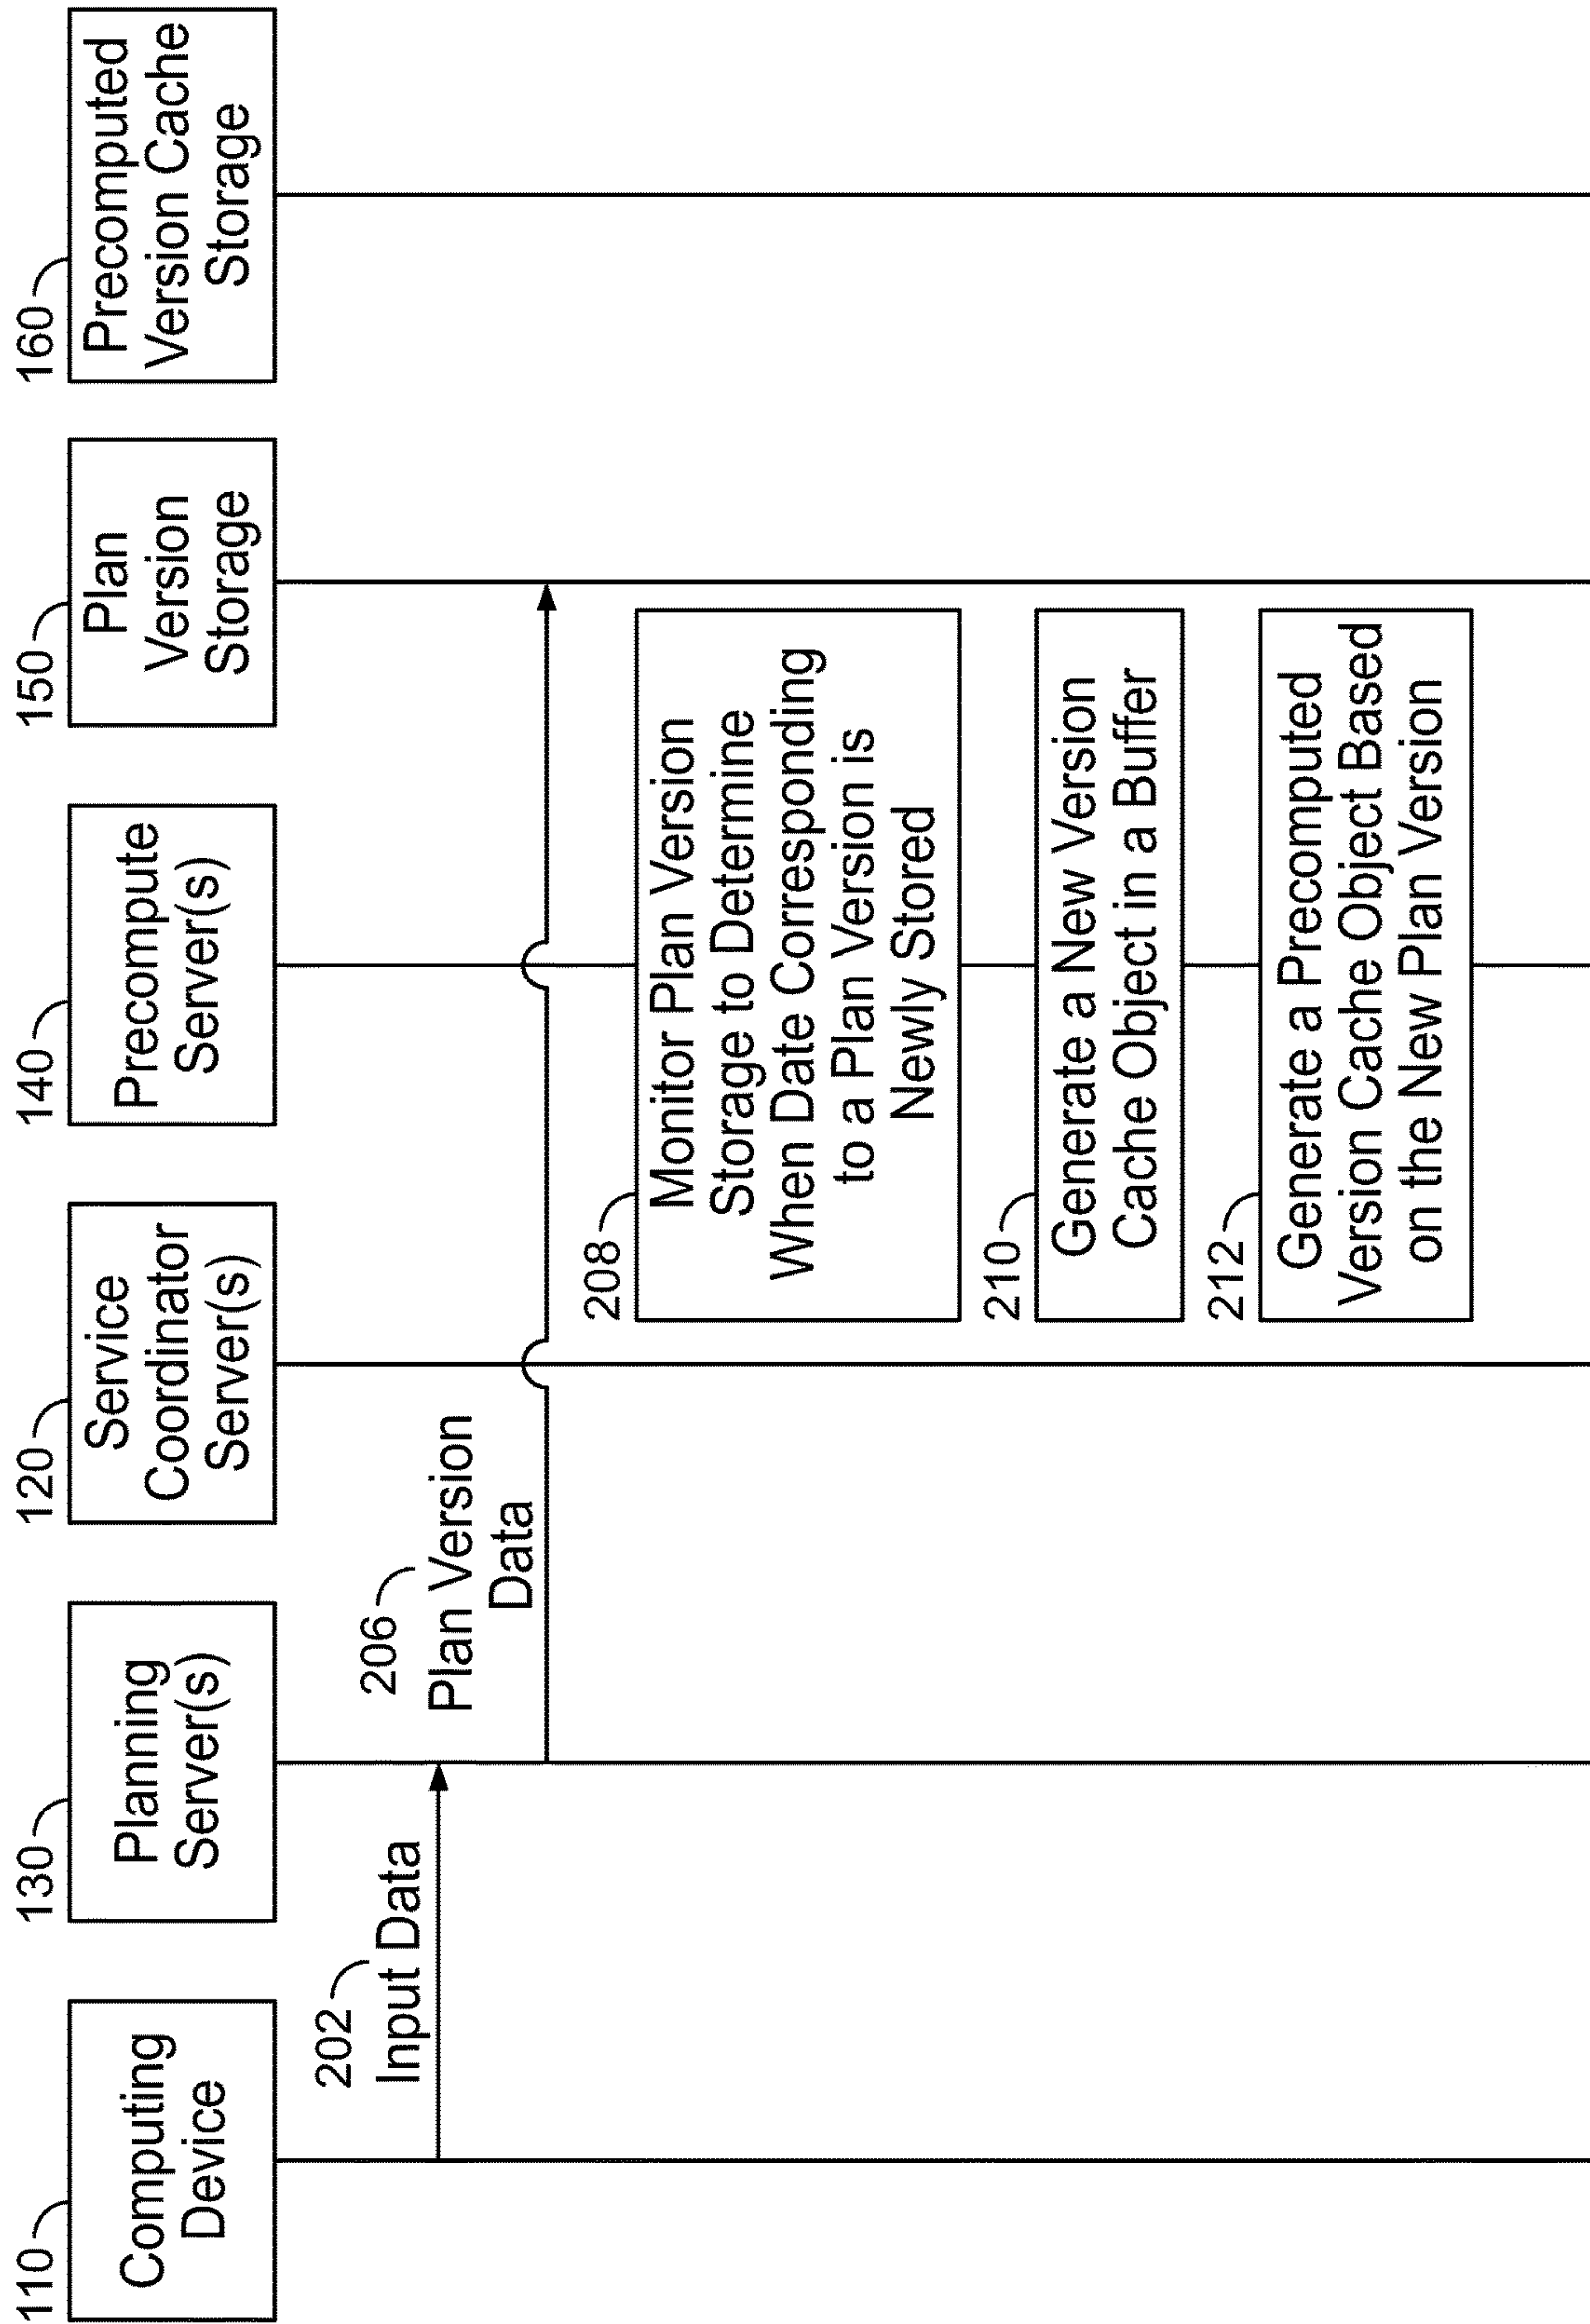 110
Computing
Device
130
Planning
Server(s)
120
Service
Coordinator
Server(s)
140
Precompute
Server(s)
150
Plan
Version
Storage
160
Precomputed
Version Cache
Storage
202
Input Data
206
Plan Version
Data
208
Monitor Plan Version
Storage to Determine
When Date Corresponding
to a Plan Version is
Newly Stored
210
Generate a New Version
Cache Object in a Buffer
212
Generate a Precomputed
Version Cache Object Based
on the New Plan Version